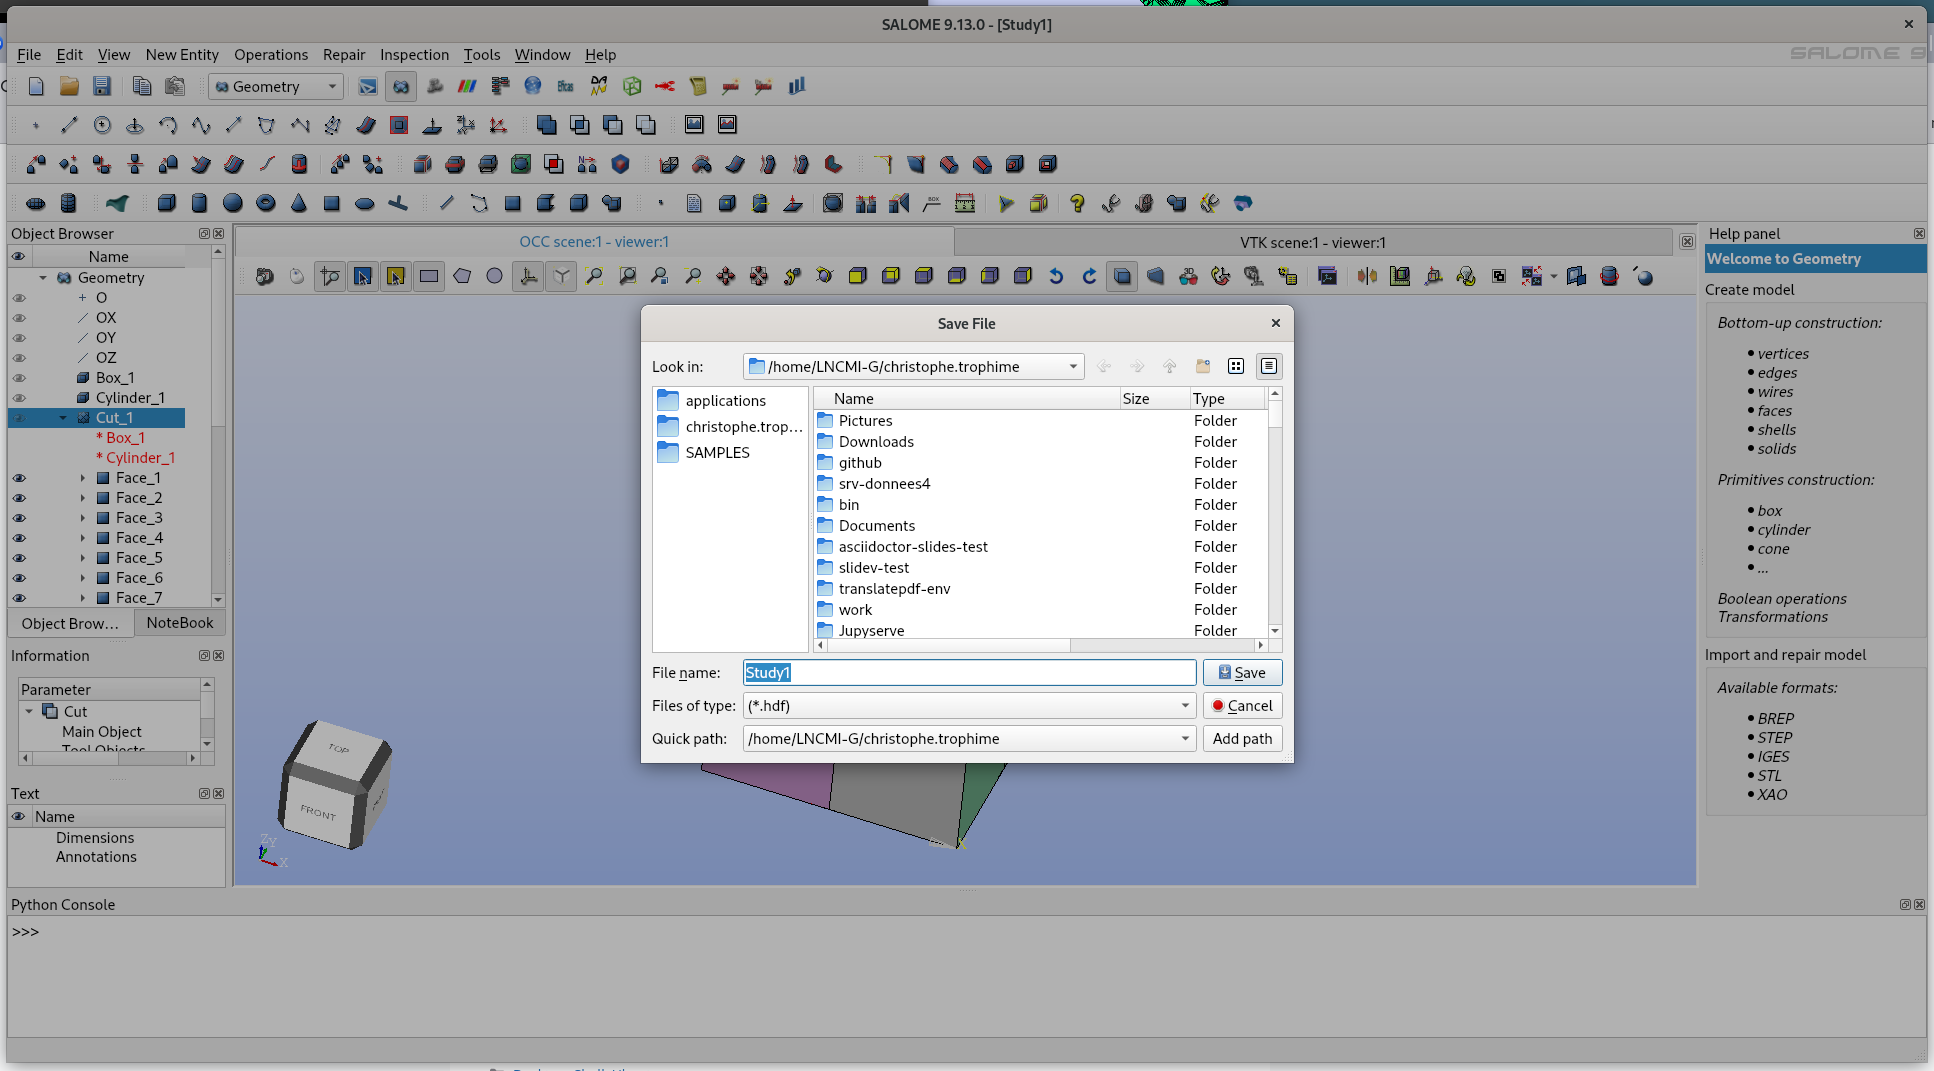 SALOME 9.13.0 - [Study1]
File Edit View New Entity Operations Repair Inspection Tools Window Help
SALOME 9
Geometry
Eficas
Object Browser
Name
Geometry
O
OX
OY
OZ
Box_1
Cylinder_1
Cut_1
* Box_1
* Cylinder_1
Face_1
Face_2
Face_3
Face_4
Face_5
Face_6
Face_7
Object Brow... NoteBook
Information
Parameter
Cut
Main Object
Tool Objects
Text
Name
Dimensions
Annotations
OCC scene:1 - viewer:1
VTK scene:1 - viewer:1
TOP
FRONT
Z Y
X
Save File
Look in: /home/LNCMI-G/christophe.trophime
applications
christophe.trop...
SAMPLES
Name Size Type
Pictures Folder
Downloads Folder
github Folder
srv-donnees4 Folder
bin Folder
Documents Folder
asciidoctor-slides-test Folder
slidev-test Folder
translatepdf-env Folder
work Folder
Jupyserve Folder
File name: Study1 Save
Files of type: (*.hdf) Cancel
Quick path: /home/LNCMI-G/christophe.trophime Add path
Help panel
Welcome to Geometry
Create model
Bottom-up construction:
• vertices
• edges
• wires
• faces
• shells
• solids
Primitives construction:
• box
• cylinder
• cone
• ...
Boolean operations
Transformations
Import and repair model
Available formats:
• BREP
• STEP
• IGES
• STL
• XAO
Python Console
>>>